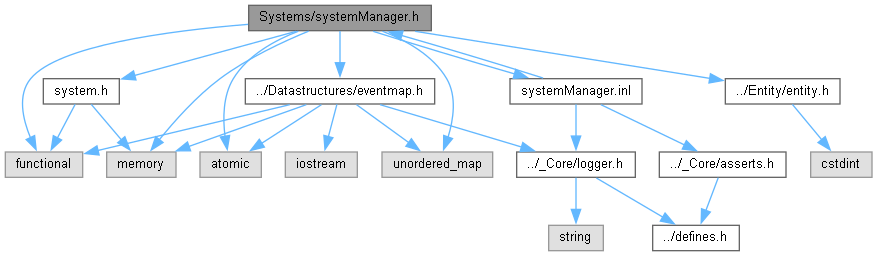 Systems/systemManager.h
system.h
../Datastructures/eventmap.h
systemManager.inl
../Entity/entity.h
functional
memory
atomic
iostream
unordered_map
../_Core/logger.h
../_Core/asserts.h
cstdint
string
../defines.h